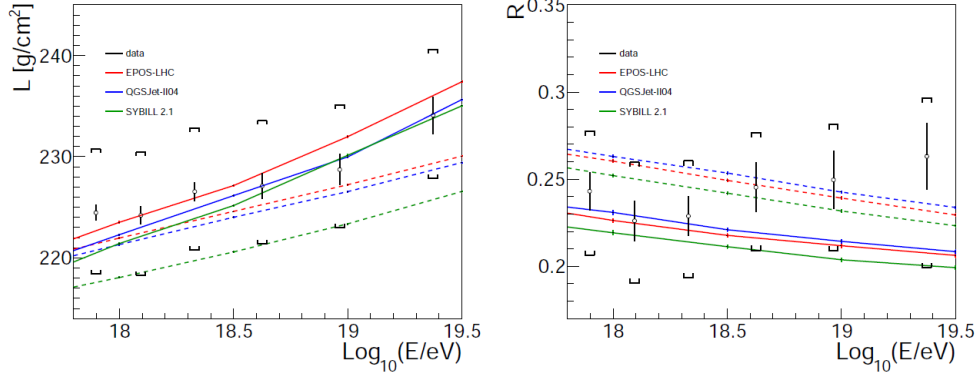 L [g/cm²]
240
230
220
data
EPOS-LHC
QGSJet-II04
SYBILL 2.1
18
18.5
19
19.5
Log₁₀(E/eV)
R
0.35
0.3
0.25
0.2
data
EPOS-LHC
QGSJet-II04
SYBILL 2.1
18
18.5
19
19.5
Log₁₀(E/eV)